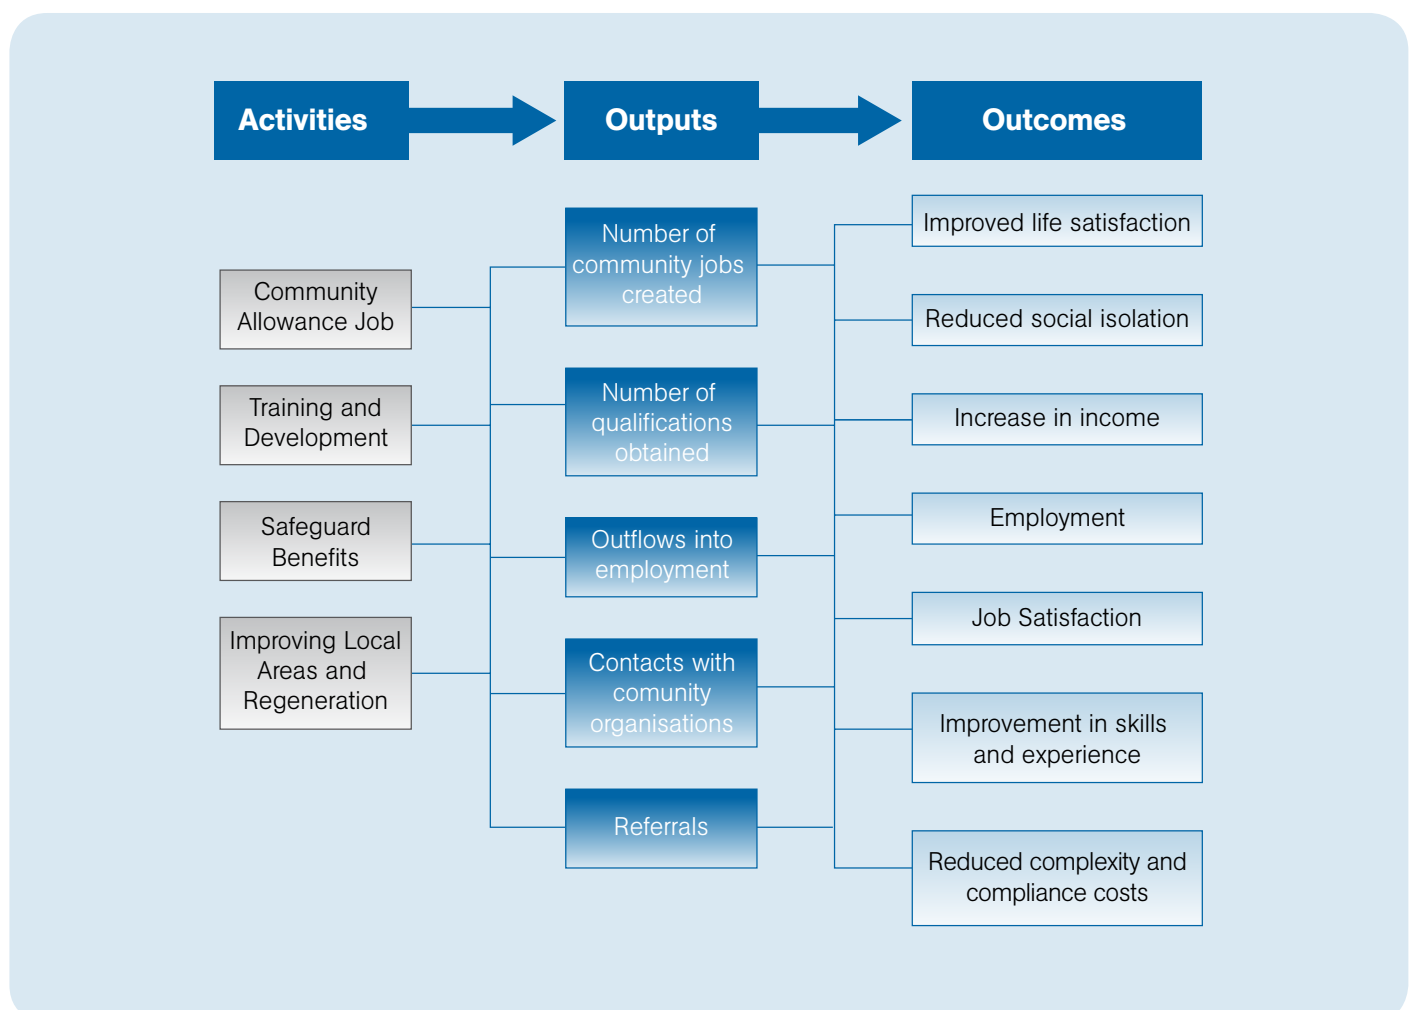 Activities
Outputs
Outcomes
Community
Allowance Job
Training and
Development
Safeguard
Benefits
Improving Local
Areas and
Regeneration
Number of
community jobs
created
Number of
qualifications
obtained
Outflows into
employment
Contacts with
comunity
organisations
Referrals
Improved life satisfaction
Reduced social isolation
Increase in income
Employment
Job Satisfaction
Improvement in skills
and experience
Reduced complexity and
compliance costs